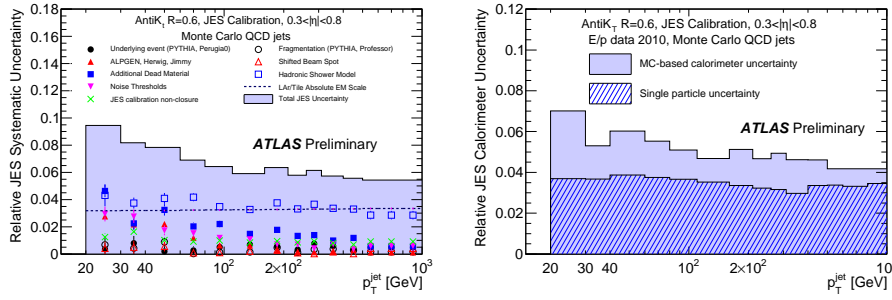 AntiK_t R=0.6, JES Calibration, 0.3<|η|<0.8
Monte Carlo QCD jets
Underlying event (PYTHIA, Perugia0)
Fragmentation (PYTHIA, Professor)
ALPGEN, Herwig, Jimmy
Shifted Beam Spot
Additional Dead Material
Hadronic Shower Model
Noise Thresholds
LAr/Tile Absolute EM Scale
JES calibration non-closure
Total JES Uncertainty
ATLAS Preliminary
Relative JES Systematic Uncertainty
0.18
0.16
0.14
0.12
0.1
0.08
0.06
0.04
0.02
0
20 30 40 10² 2×10² 10³
p_T^jet [GeV]
AntiK_T R=0.6, JES Calibration, 0.3<|η|<0.8
E/p data 2010, Monte Carlo QCD jets
MC-based calorimeter uncertainty
Single particle uncertainty
ATLAS Preliminary
Relative JES Calorimeter Uncertainty
0.12
0.1
0.08
0.06
0.04
0.02
0.00
20 30 40 10² 2×10² 10
p_T^jet [GeV]